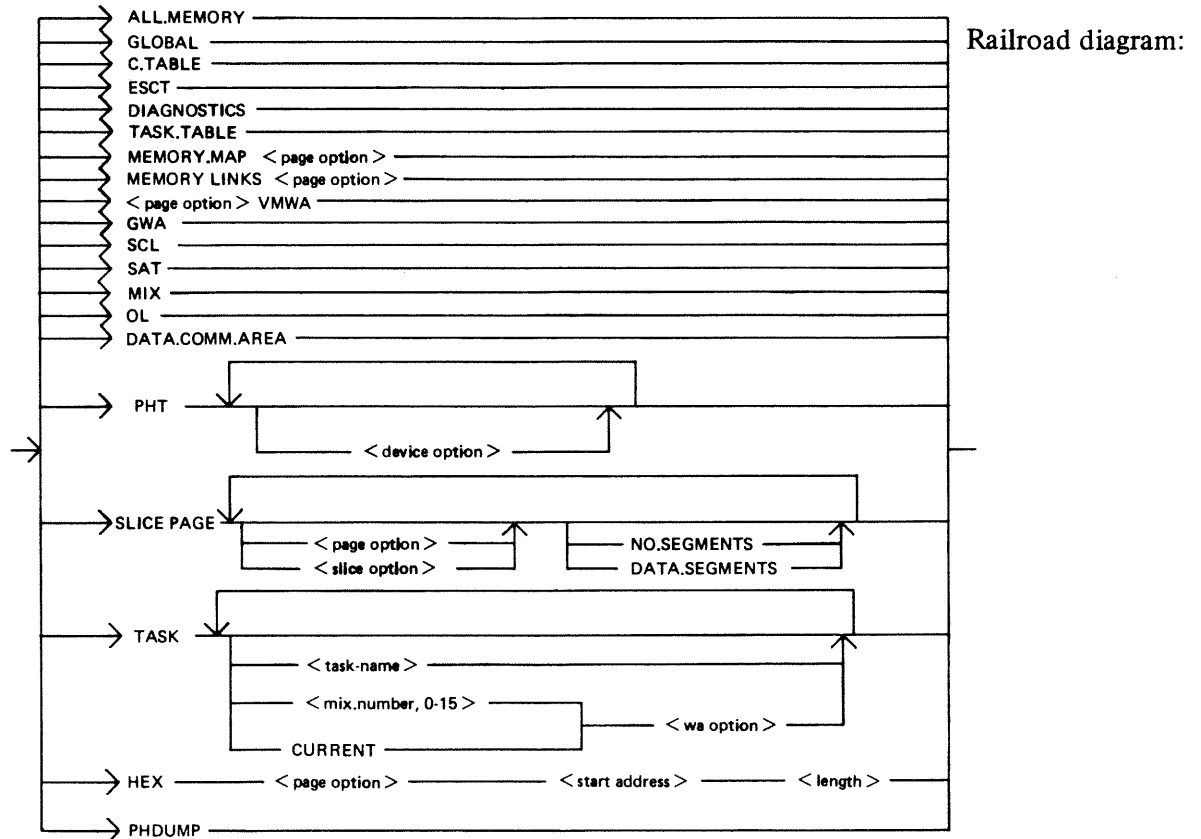 Railroad diagram:
ALL.MEMORY
GLOBAL
C.TABLE
ESCT
DIAGNOSTICS
TASK.TABLE
MEMORY.MAP < page option >
MEMORY LINKS < page option >
< page option > VMWA
GWA
SCL
SAT
MIX
OL
DATA.COMM.AREA
PHT
< device option >
SLICE PAGE
< page option > NO.SEGMENTS
< slice option > DATA.SEGMENTS
TASK
< task-name >
< mix.number, 0-15 >
< wa option >
CURRENT
HEX < page option > < start address > < length >
PHDUMP